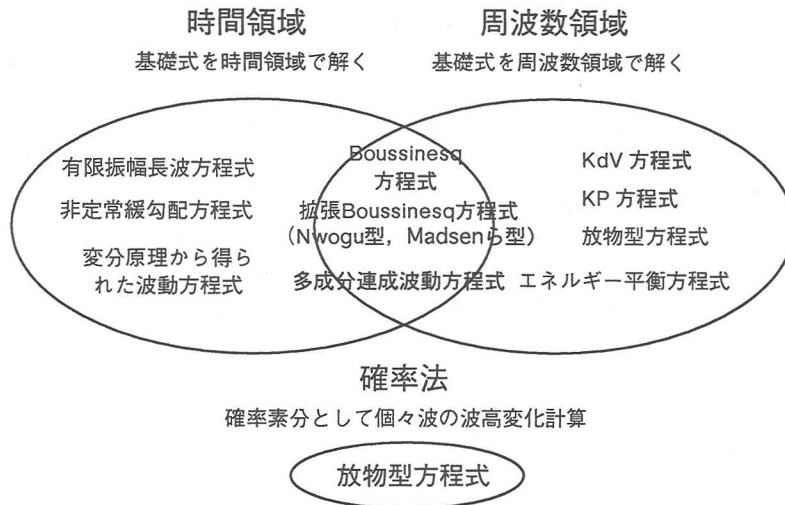 時間領域
基礎式を時間領域で解く
周波数領域
基礎式を周波数領域で解く
有限振幅長波方程式
非定常緩勾配方程式
変分原理から得ら
れた波動方程式
Boussinesq
方程式
拡張Boussinesq方程式
（Nwogu型，Madsenら型）
多成分連成波動方程式
KdV 方程式
KP 方程式
放物型方程式
エネルギー平衡方程式
確率法
確率素分として個々波の波高変化計算
放物型方程式